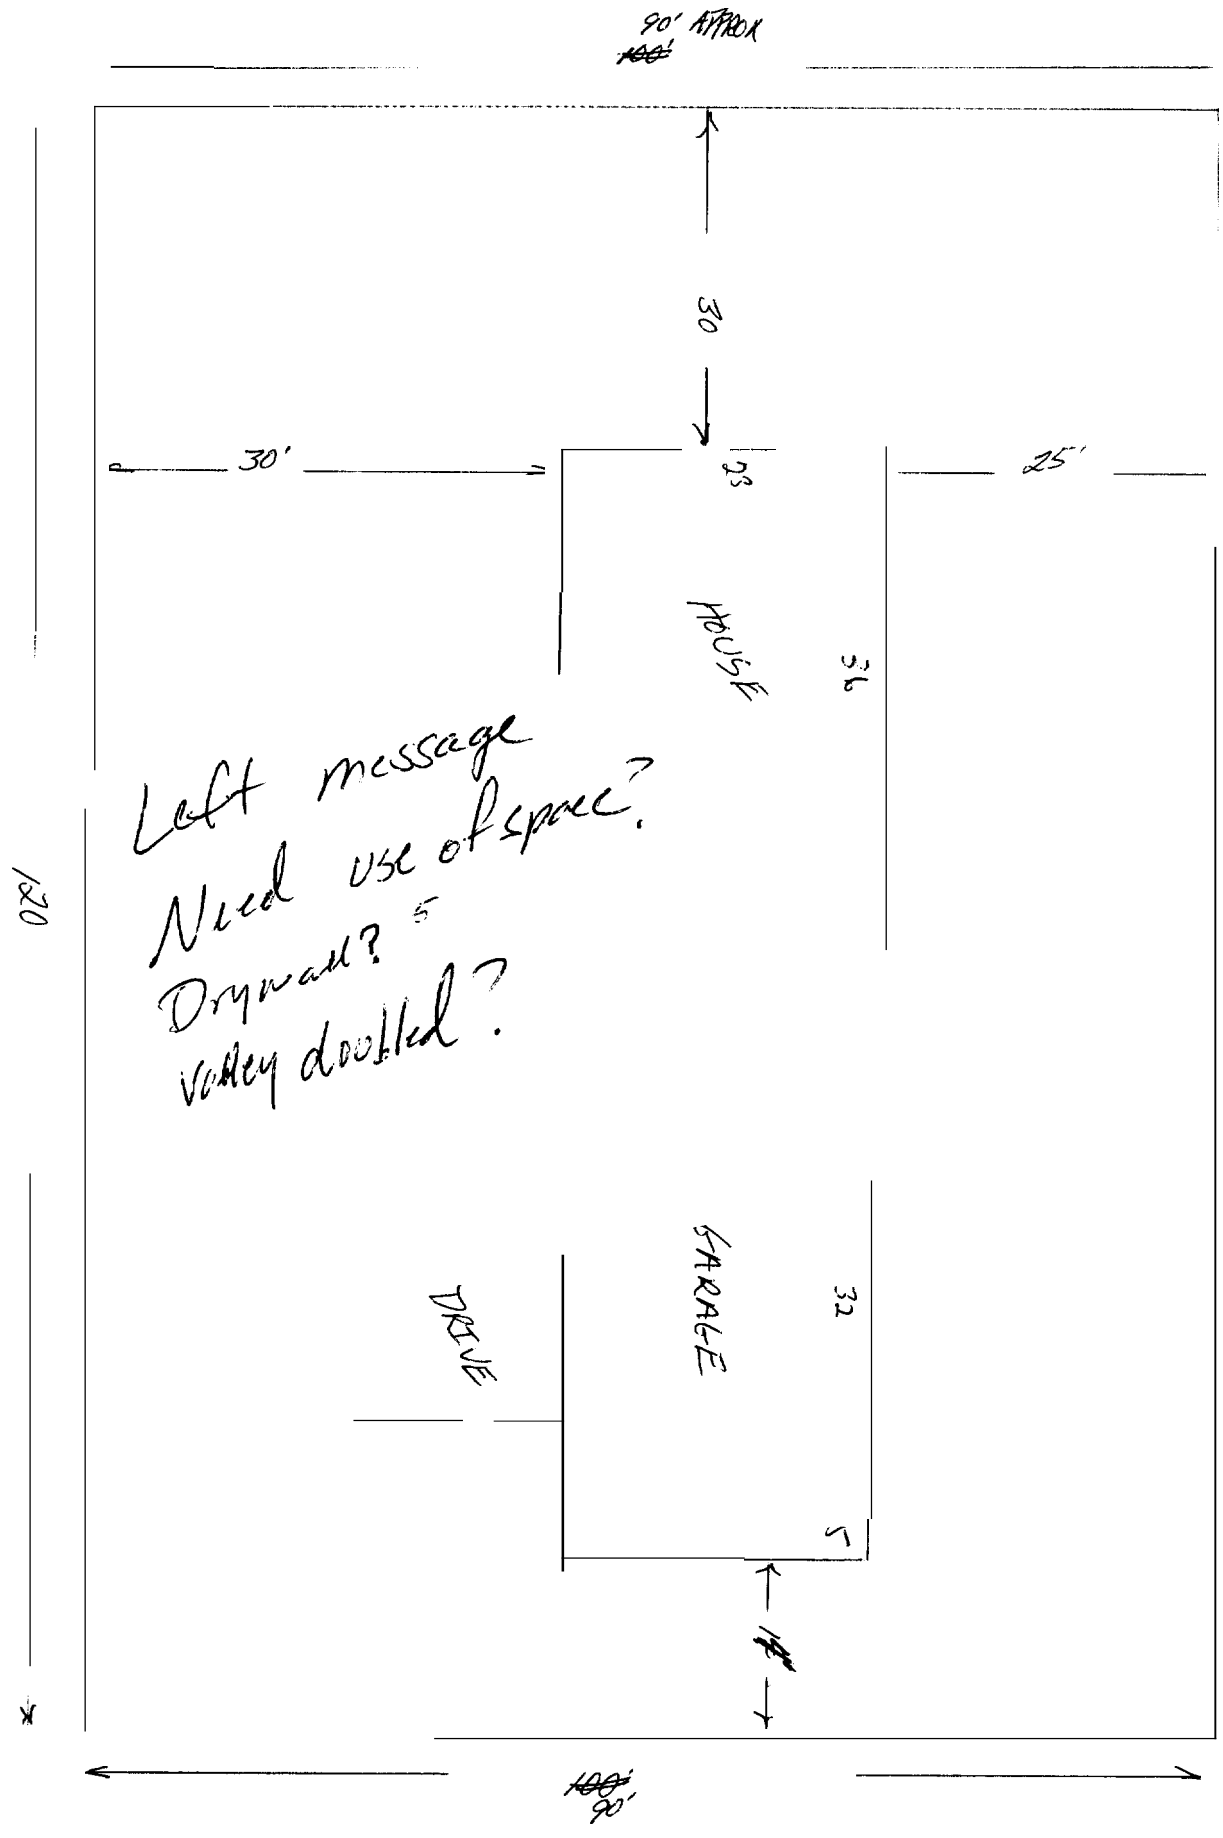 90' APPROX
100'
30
30'
25'
HOUSE
36
Left message
Need use of space?
Drywall? 5
valley doubled?
120
GARAGE
32
DRIVE
5
100'
90'